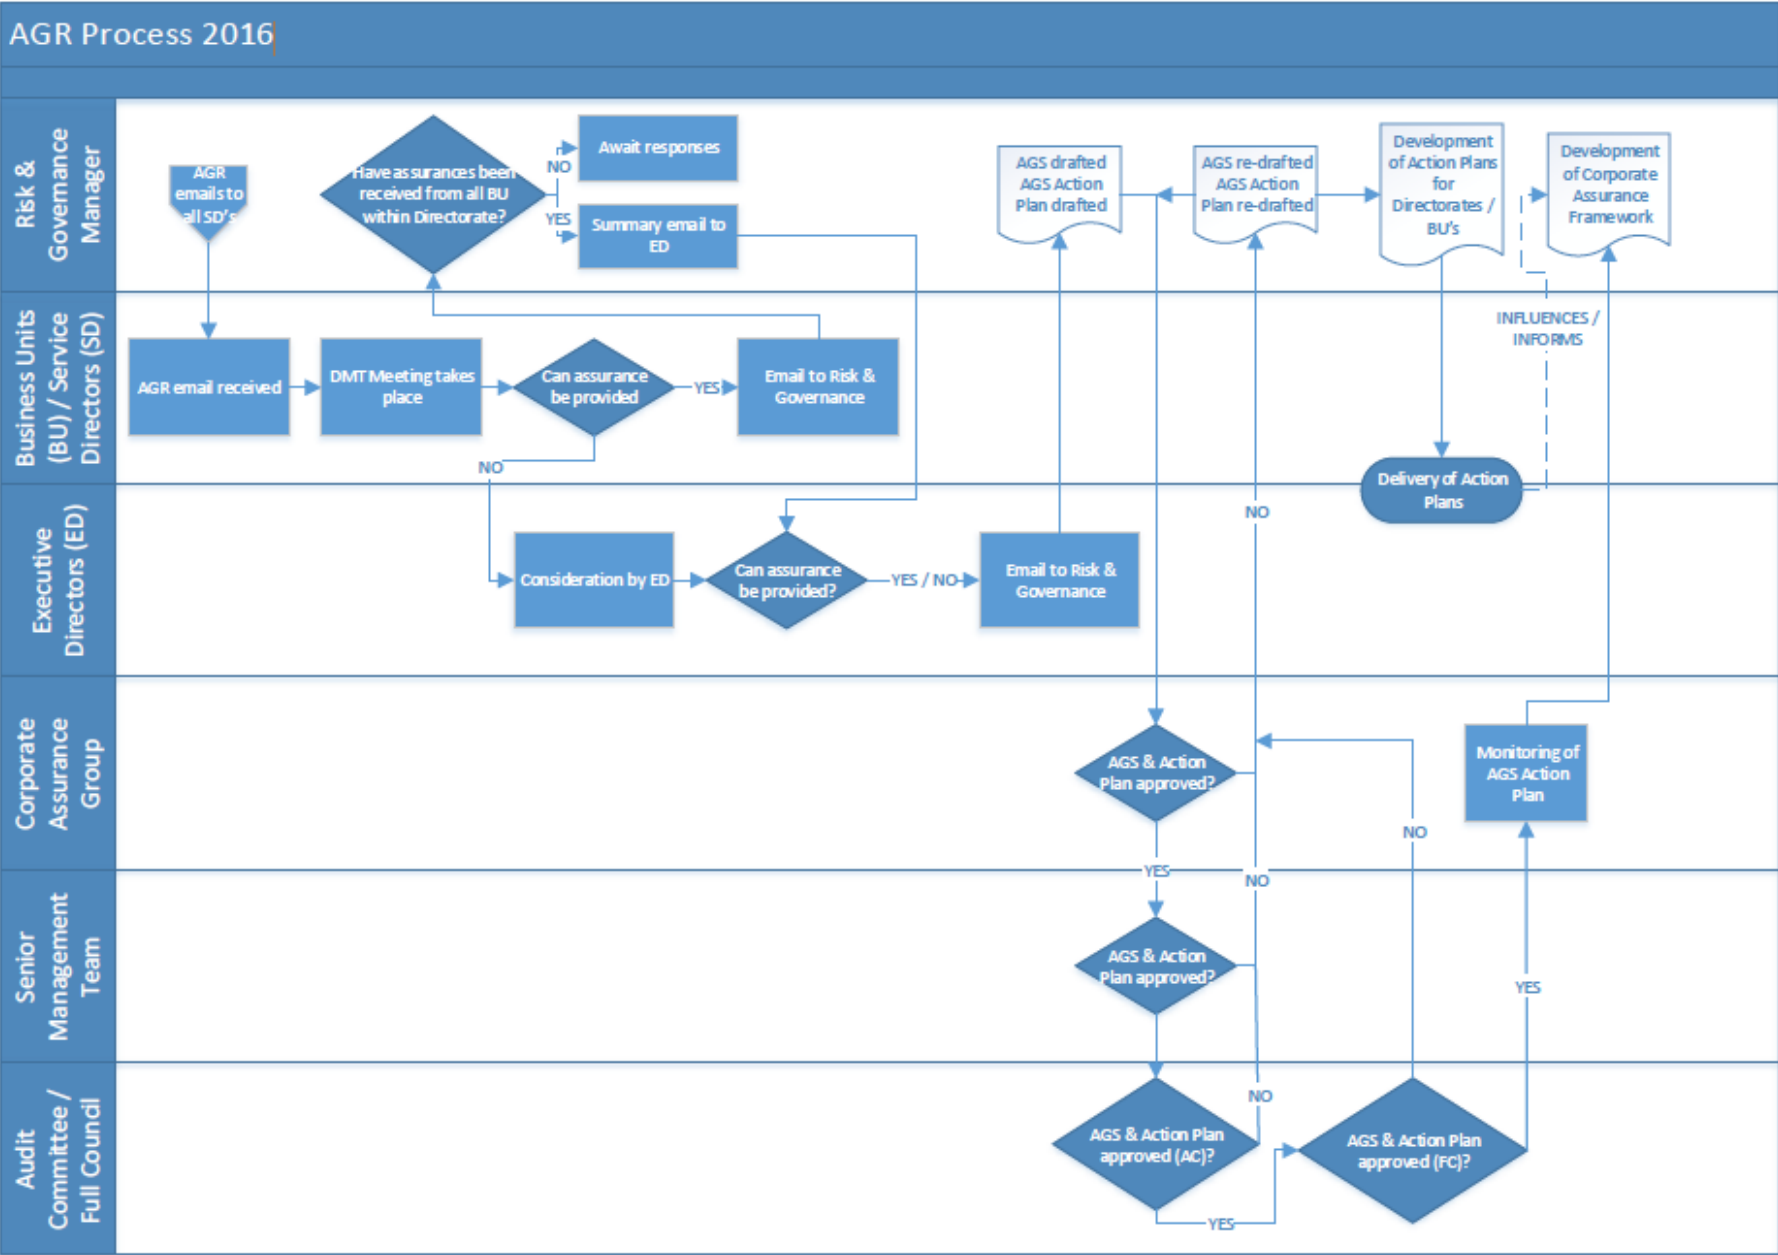 AGR Process 2016
Risk &
Governance
Manager
AGR
emails to
all SD's
Have assurances been
received from all BU
within Directorate?
NO
Await responses
YES
Summary email to
ED
AGS drafted
AGS Action
Plan drafted
AGS re-drafted
AGS Action
Plan re-drafted
Development
of Action Plans
for
Directorates /
BU's
Development
of Corporate
Assurance
Framework
Business Units
(BU) / Service
Directors (SD)
AGR email received
DMT Meeting takes
place
Can assurance
be provided
YES
Email to Risk &
Governance
NO
INFLUENCES /
INFORMS
Delivery of Action
Plans
Executive
Directors (ED)
Consideration by ED
Can assurance
be provided?
YES / NO
Email to Risk &
Governance
NO
Corporate
Assurance
Group
AGS & Action
Plan approved?
YES
NO
NO
Monitoring of
AGS Action
Plan
Senior
Management
Team
AGS & Action
Plan approved?
YES
Audit
Committee /
Full Council
NO
AGS & Action Plan
approved (AC)?
YES
AGS & Action Plan
approved (FC)?